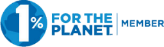 1% FOR THE
PLANET. | MEMBER